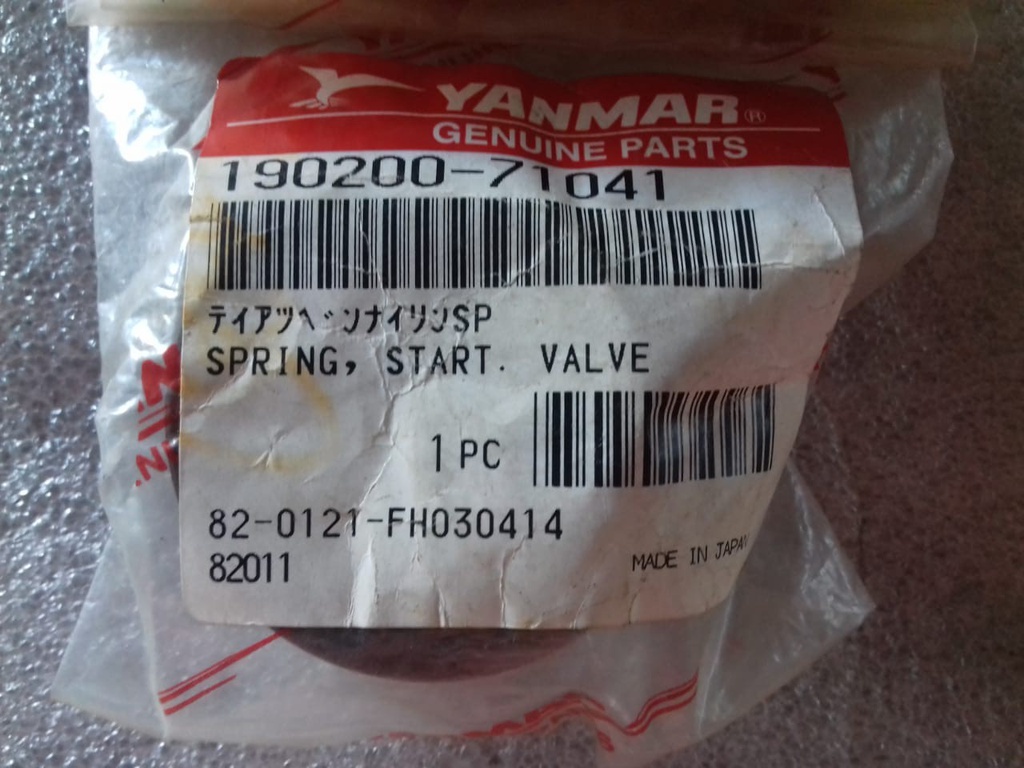 YANMAR®
GENUINE PARTS
190200-71041
テイアツベンナイリンSP
SPRING, START. VALVE
1 PC
82-0121-FH030414
82011
MADE IN JAPAN